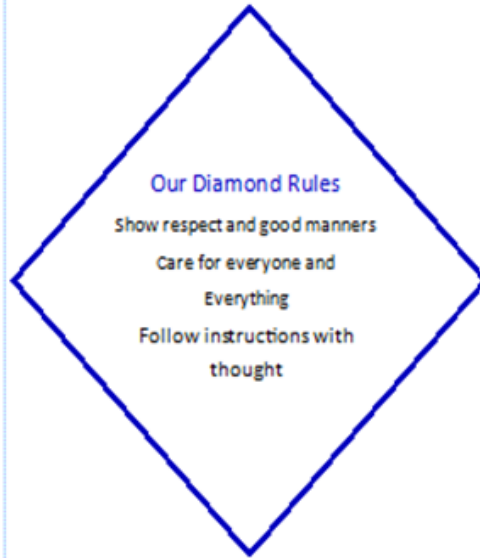 Our Diamond Rules
Show respect and good manners
Care for everyone and
Everything
Follow instructions with
thought